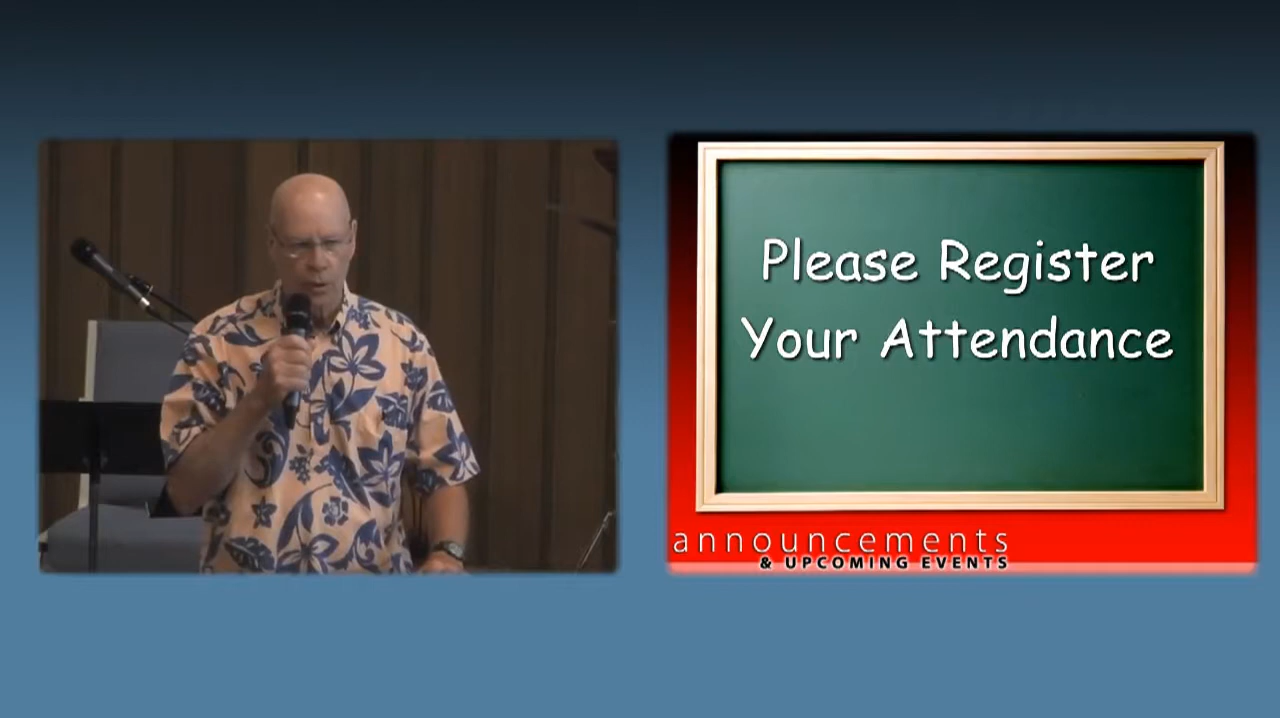 Please Register
Your Attendance
announcements
& UPCOMING EVENTS